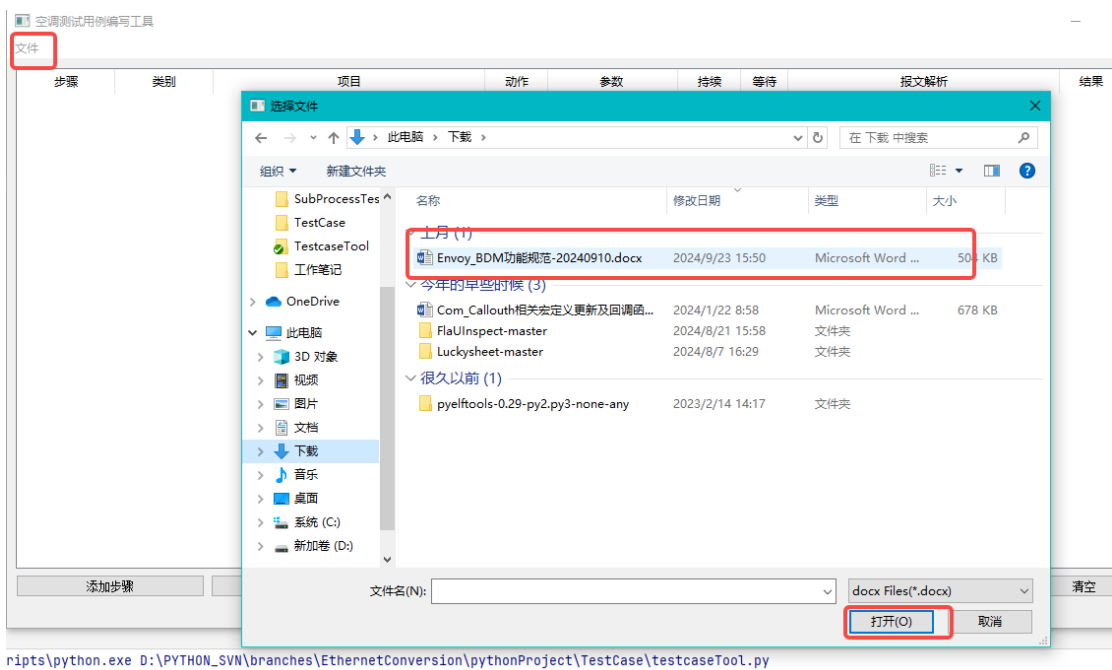 空调测试用例编写工具
文件
步骤 类别 项目 动作 参数 持续 等待 报文解析 结果
选择文件
此电脑 › 下载 ›
在 下载 中搜索
组织 新建文件夹
SubProcessTes
TestCase
TestcaseTool
工作笔记
OneDrive
此电脑
3D 对象
视频
图片
文档
下载
音乐
桌面
系统 (C:)
新加卷 (D:)
名称 修改日期 类型 大小
上月 (1)
Envoy_BDM功能规范-20240910.docx 2024/9/23 15:50 Microsoft Word ... 504 KB
今年的早些时候 (3)
Com_Callouth相关宏定义更新及回调函... 2024/1/22 8:58 Microsoft Word ... 678 KB
FlaUInspect-master 2024/8/21 15:58 文件夹
Luckysheet-master 2024/8/7 16:29 文件夹
很久以前 (1)
pyelftools-0.29-py2.py3-none-any 2023/2/14 14:17 文件夹
添加步骤
清空
文件名(N):
docx Files(*.docx)
打开(O) 取消
ripts\python.exe D:\PYTHON_SVN\branches\EthernetConversion\pythonProject\TestCase\testcaseTool.py